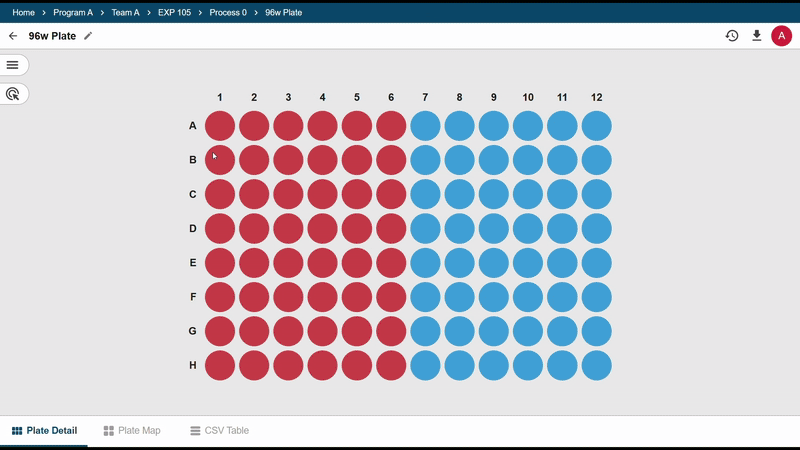 Home > Program A > Team A > EXP 105 > Process 0 > 96w Plate
96w Plate
A
1 2 3 4 5 6 7 8 9 10 11 12
A
B
C
D
E
F
G
H
Plate Detail Plate Map CSV Table